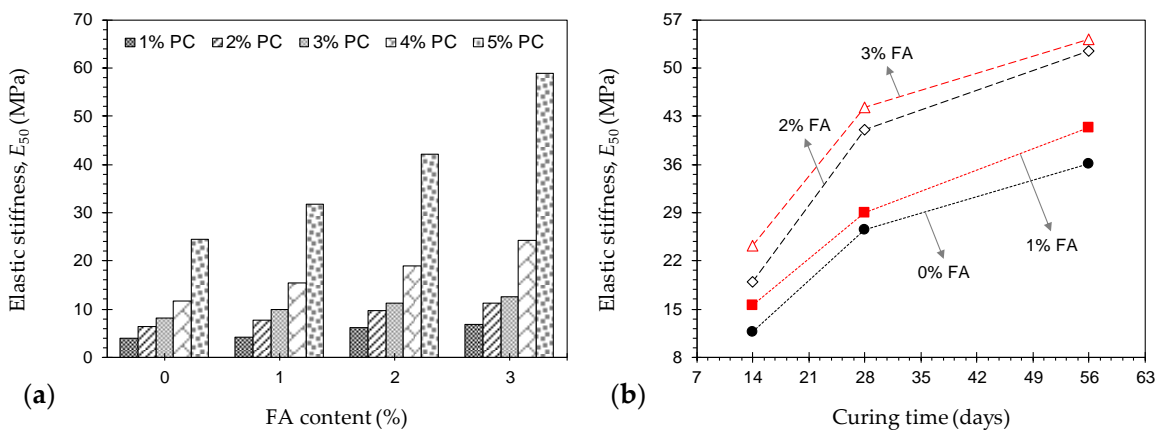 70
60
50
40
30
20
10
0
Elastic stiffness, E50 (MPa)
1% PC 2% PC 3% PC 4% PC 5% PC
0 1 2 3
FA content (%)
(a)
57
50
43
36
29
22
15
8
Elastic stiffness, E50 (MPa)
3% FA
2% FA
1% FA
0% FA
7 14 21 28 35 42 49 56 63
Curing time (days)
(b)